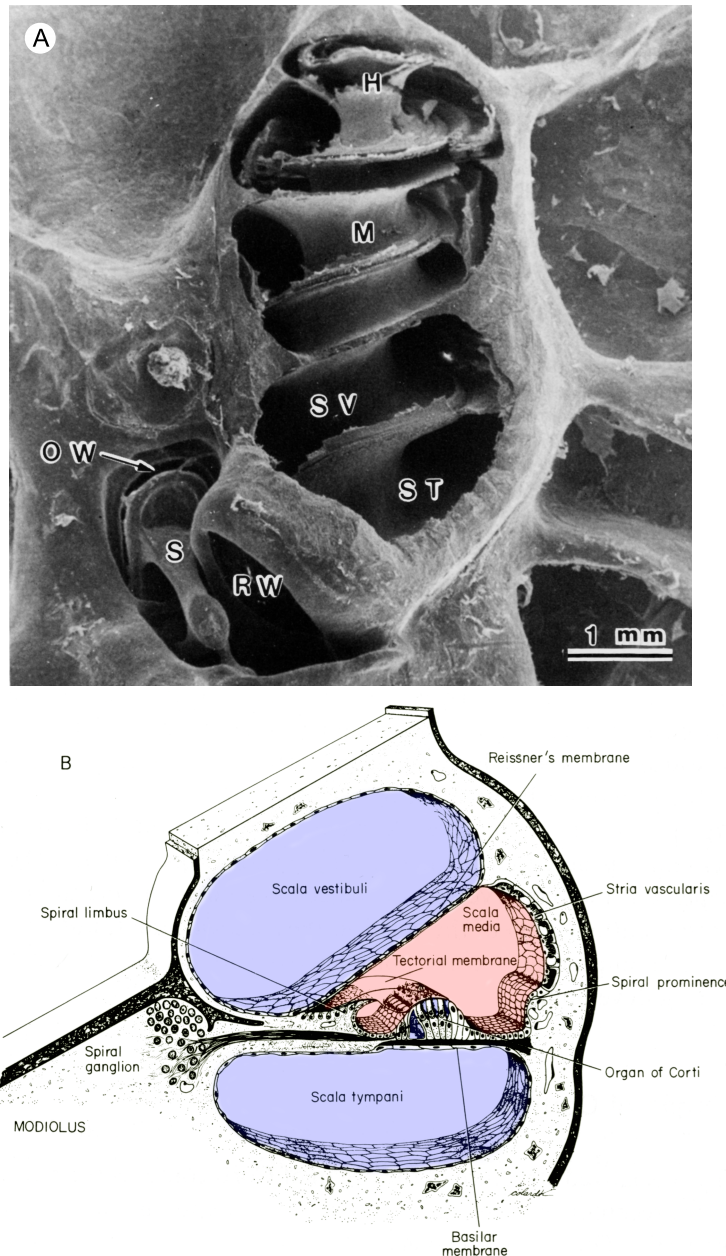 A
H
M
S V
O W
S T
S
R W
1 mm
B
Reissner's membrane
Scala vestibuli
Stria vascularis
Spiral limbus
Scala
media
Tectorial membrane
Spiral prominence
Spiral
ganglion
Organ of Corti
Scala tympani
MODIOLUS
Basilar
membrane